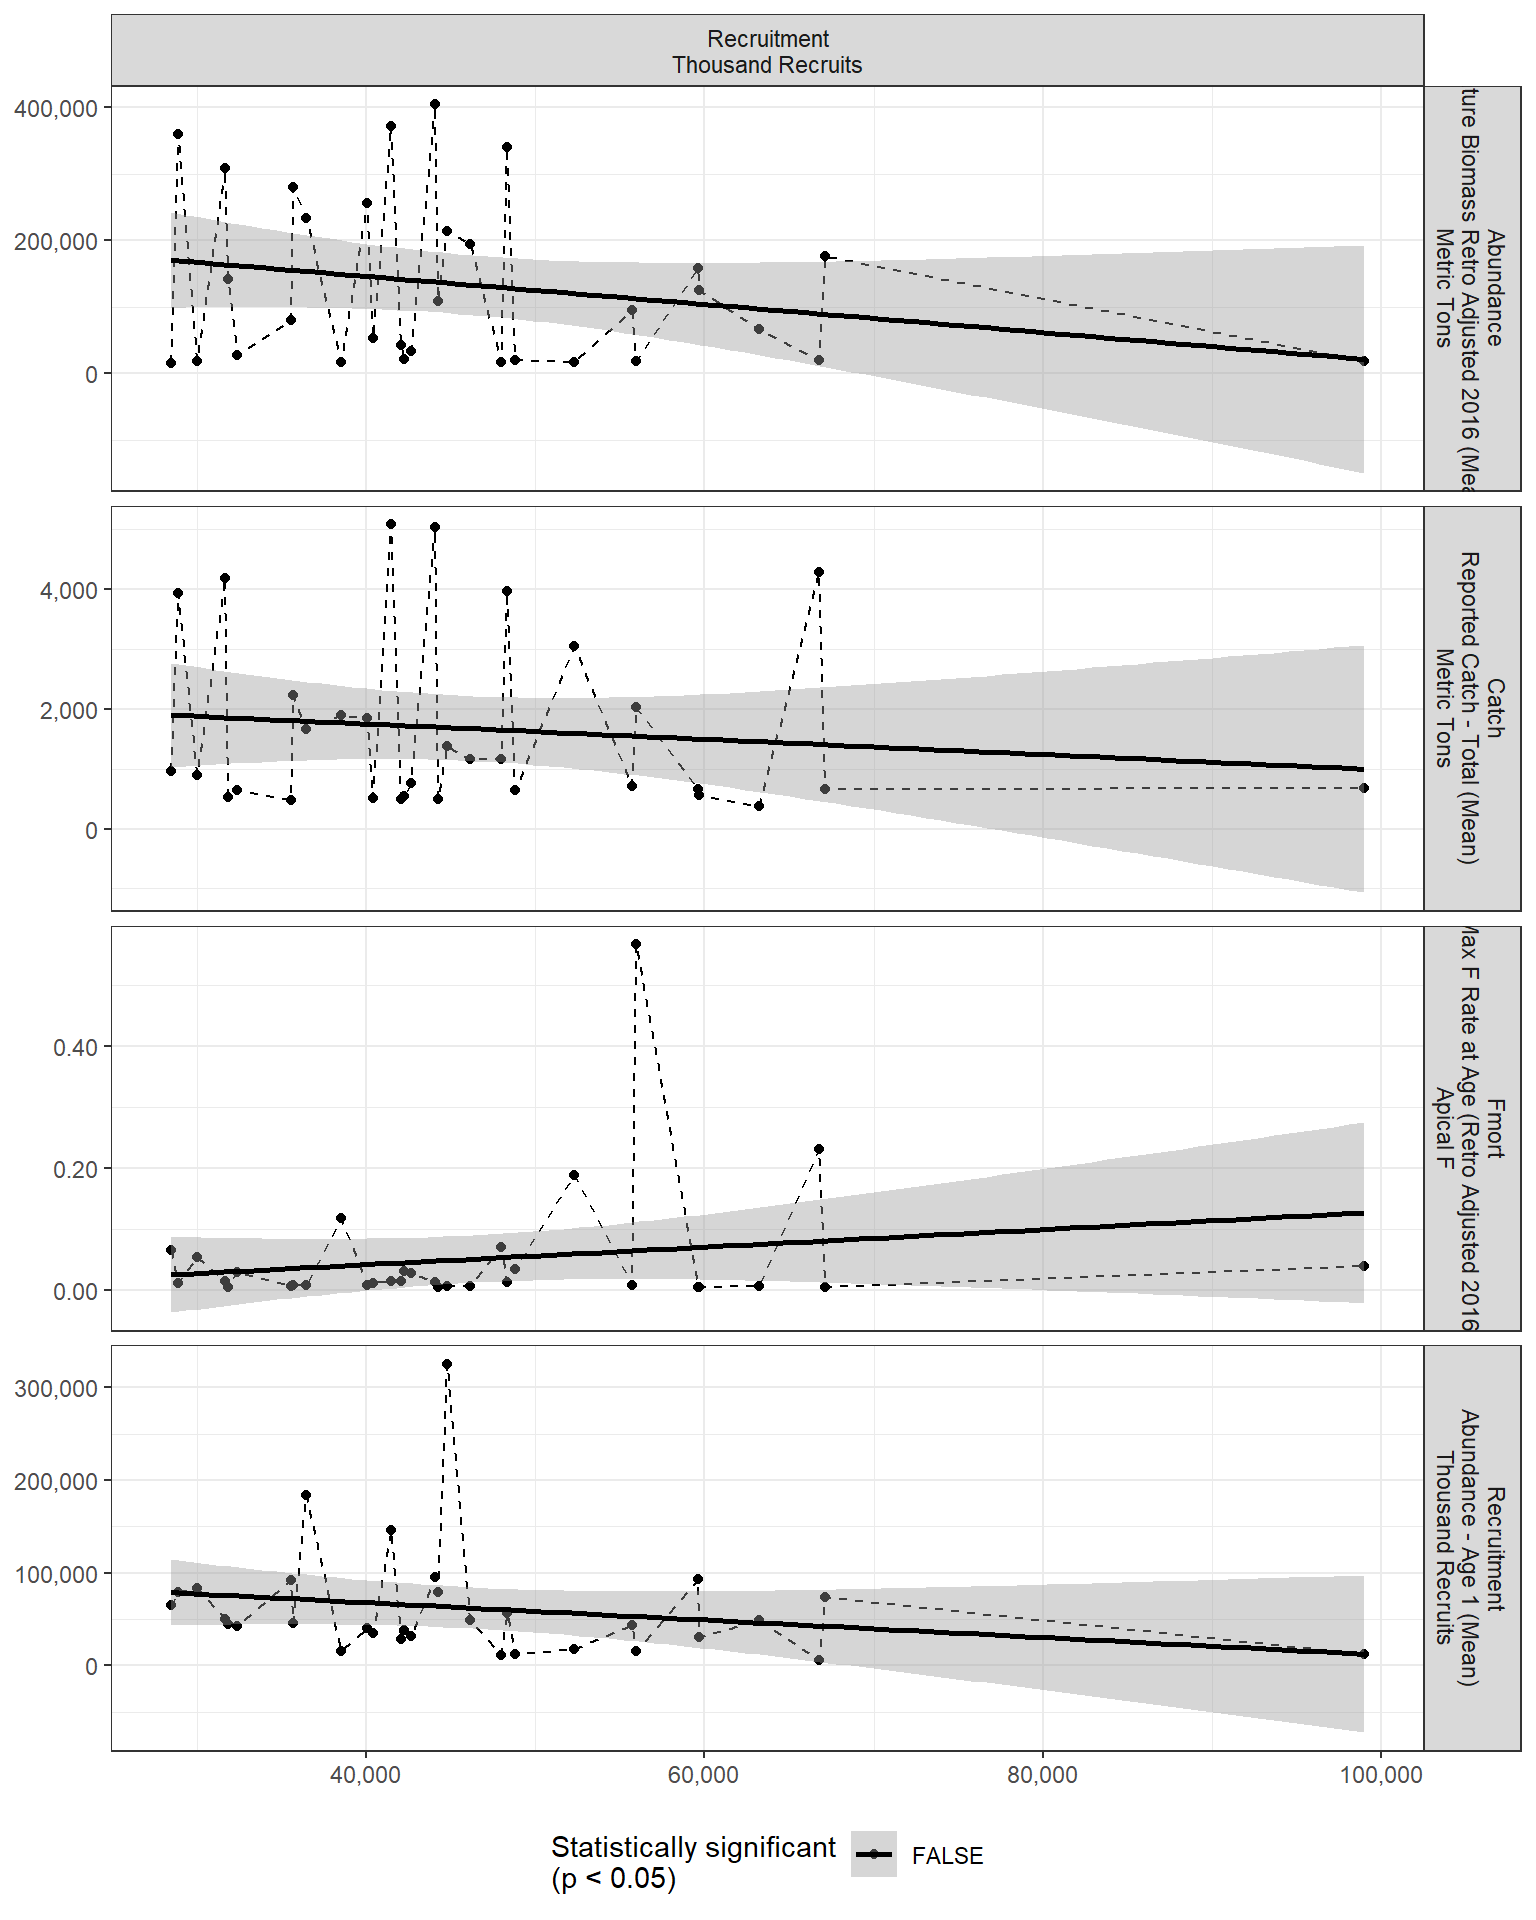 Recruitment
Thousand Recruits
400,000
200,000
0
Abundance
ture Biomass Retro Adjusted 2016 (Mea
Metric Tons
4,000
2,000
0
Catch
Reported Catch - Total (Mean)
Metric Tons
0.40
0.20
0.00
Fmort
Max F Rate at Age (Retro Adjusted 2016
Apical F
300,000
200,000
100,000
0
Recruitment
Abundance - Age 1 (Mean)
Thousand Recruits
40,000
60,000
80,000
100,000
Statistically significant
(p < 0.05)
FALSE